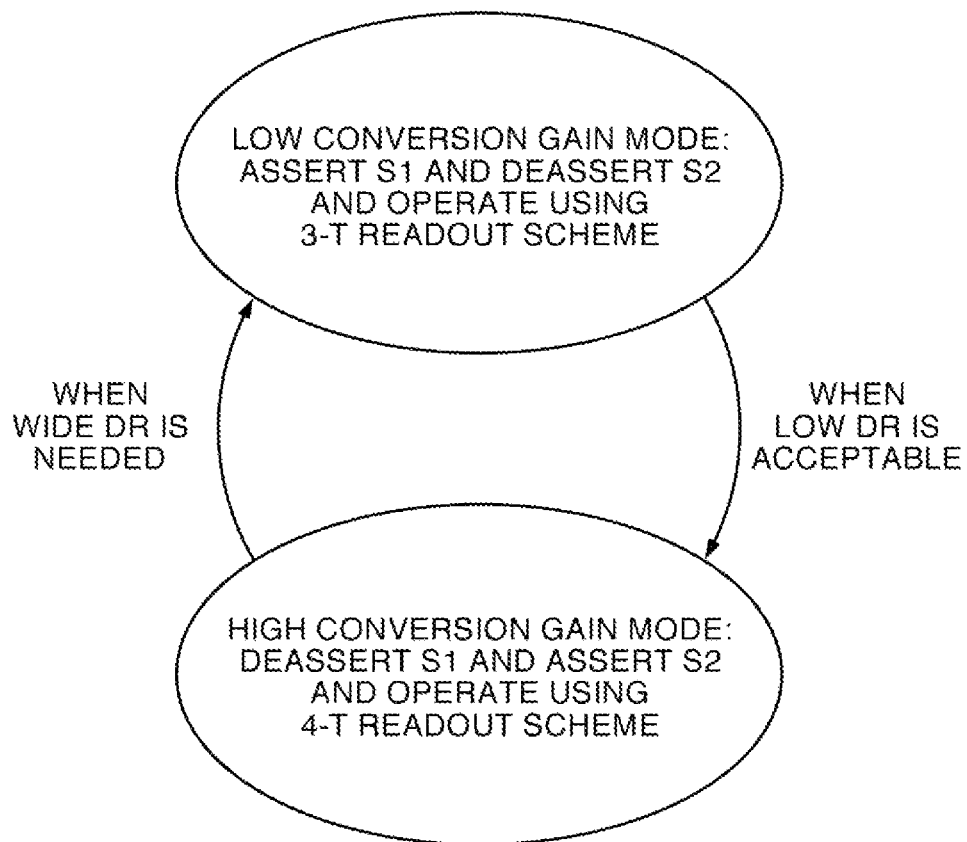 LOW CONVERSION GAIN MODE:
ASSERT S1 AND DEASSERT S2
AND OPERATE USING
3-T READOUT SCHEME
WHEN
WIDE DR IS
NEEDED
WHEN
LOW DR IS
ACCEPTABLE
HIGH CONVERSION GAIN MODE:
DEASSERT S1 AND ASSERT S2
AND OPERATE USING
4-T READOUT SCHEME